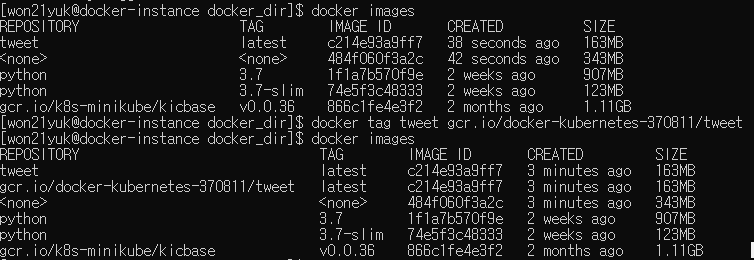 [won21yuk@docker-instance docker_dir]$ docker images
REPOSITORY TAG IMAGE ID CREATED SIZE
tweet latest c214e93a9ff7 38 seconds ago 163MB
<none> <none> 484f060f3a2c 42 seconds ago 343MB
python 3.7 1f1a7b570f9e 2 weeks ago 907MB
python 3.7-slim 74e5f3c48333 2 weeks ago 123MB
gcr.io/k8s-minikube/kicbase v0.0.36 866c1fe4e3f2 2 months ago 1.11GB
[won21yuk@docker-instance docker_dir]$ docker tag tweet gcr.io/docker-kubernetes-370811/tweet
[won21yuk@docker-instance docker_dir]$ docker images
REPOSITORY TAG IMAGE ID CREATED SIZE
tweet latest c214e93a9ff7 3 minutes ago 163MB
gcr.io/docker-kubernetes-370811/tweet latest c214e93a9ff7 3 minutes ago 163MB
<none> <none> 484f060f3a2c 3 minutes ago 343MB
python 3.7 1f1a7b570f9e 2 weeks ago 907MB
python 3.7-slim 74e5f3c48333 2 weeks ago 123MB
gcr.io/k8s-minikube/kicbase v0.0.36 866c1fe4e3f2 2 months ago 1.11GB